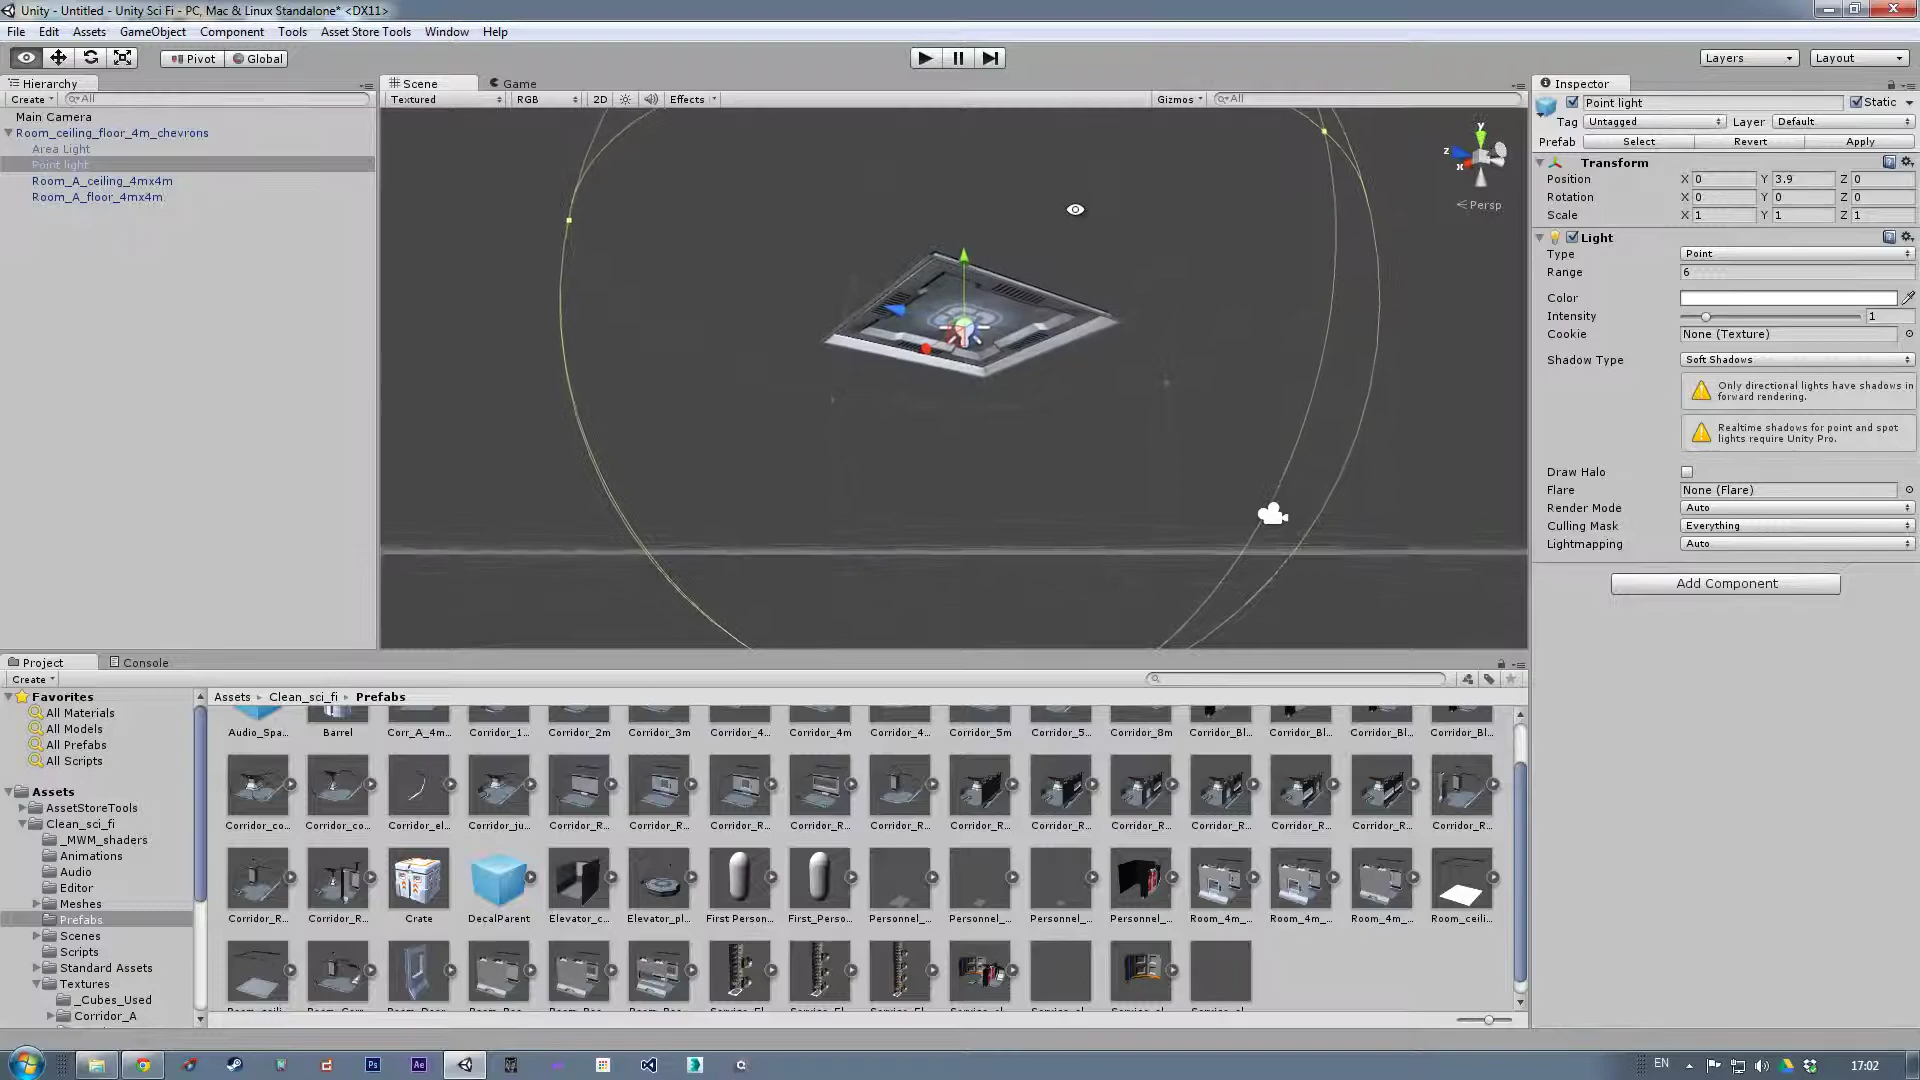 Unity - Untitled - Unity Sci Fi - PC, Mac & Linux Standalone* <DX11>
File Edit Assets GameObject Component Tools Asset Store Tools Window Help
Pivot Global Layers Layout
Hierarchy
Create All
Main Camera
Room_ceiling_floor_4m_chevrons
Area Light
Point light
Room_A_ceiling_4mx4m
Room_A_floor_4mx4m
Scene Game
Textured RGB 2D Effects Gizmos All
y
z
x
Persp
Inspector
Point light Static
Tag Untagged Layer Default
Prefab Select Revert Apply
Transform
Position X 0 Y 3.9 Z 0
Rotation X 0 Y 0 Z 0
Scale X 1 Y 1 Z 1
Light
Type Point
Range 6
Color
Intensity 1
Cookie None (Texture)
Shadow Type Soft Shadows
Only directional lights have shadows in
forward rendering.
Realtime shadows for point and spot
lights require Unity Pro.
Draw Halo
Flare None (Flare)
Render Mode Auto
Culling Mask Everything
Lightmapping Auto
Add Component
Project Console
Create
Favorites
All Materials
All Models
All Prefabs
All Scripts
Assets
AssetStoreTools
Clean_sci_fi
_MWM_shaders
Animations
Audio
Editor
Meshes
Prefabs
Scenes
Scripts
Standard Assets
Textures
_Cubes_Used
Corridor_A
Assets Clean_sci_fi Prefabs
Audio_Spa... Barrel Corr_A_4m... Corridor_1... Corridor_2m Corridor_3m Corridor_4... Corridor_4m Corridor_4... Corridor_5m Corridor_5... Corridor_8m Corridor_Bl... Corridor_Bl... Corridor_Bl... Corridor_Bl...
Corridor_co... Corridor_co... Corridor_el... Corridor_ju... Corridor_R... Corridor_R... Corridor_R... Corridor_R... Corridor_R... Corridor_R... Corridor_R... Corridor_R... Corridor_R... Corridor_R... Corridor_R... Corridor_R...
Corridor_R... Corridor_R... Crate DecalParent Elevator_c... Elevator_pl... First Person... First_Perso... Personnel_... Personnel_... Personnel_... Personnel_... Room_4m_... Room_4m_... Room_4m_... Room_ceili...
EN 17:02